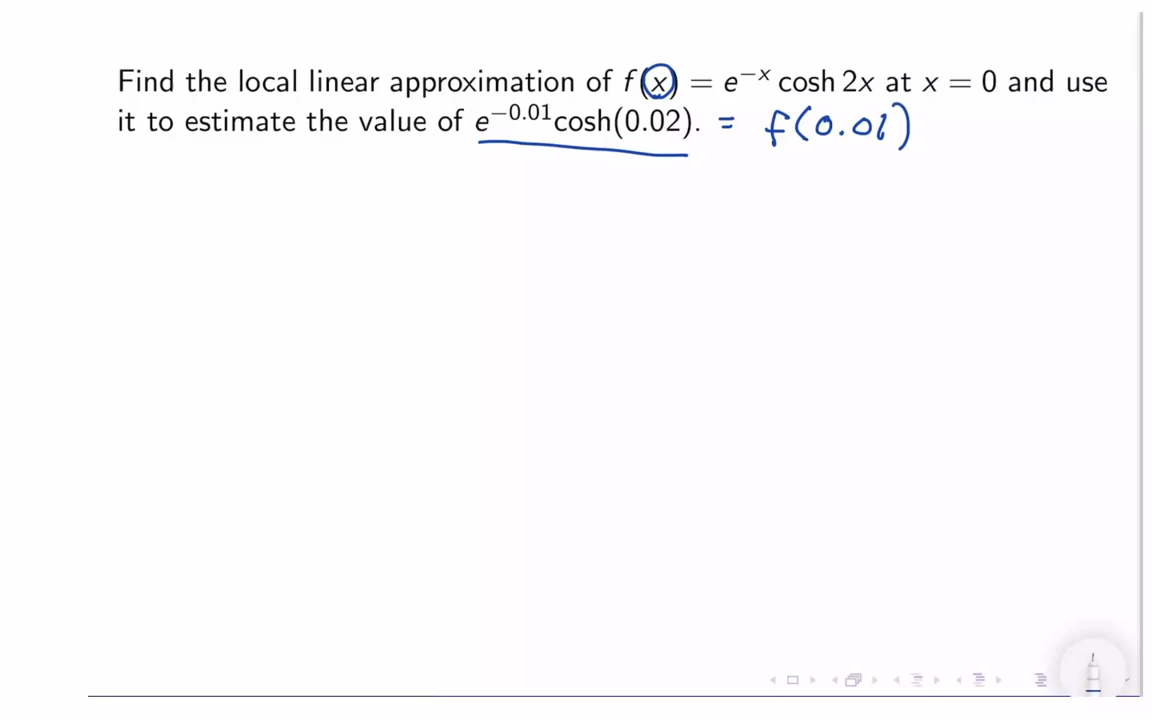 Find the local linear approximation of f(x) = e^{-x} cosh 2x at x = 0 and use
it to estimate the value of e^{-0.01}cosh(0.02). = f(0.01)